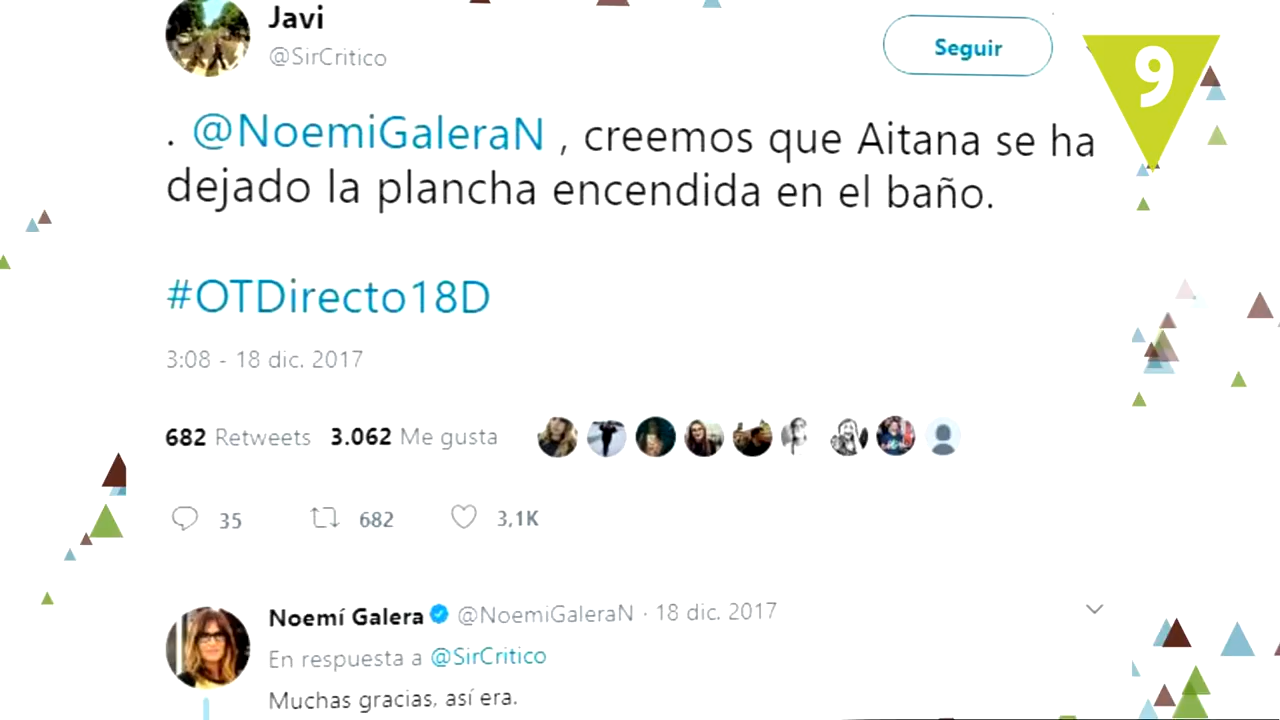 Javi
@SirCritico
Seguir
9
. @NoemiGaleraN , creemos que Aitana se ha
dejado la plancha encendida en el baño.
#OTDirecto18D
3:08 - 18 dic. 2017
682 Retweets 3.062 Me gusta
35 682 3,1K
Noemí Galera @NoemiGaleraN · 18 dic. 2017
En respuesta a @SirCritico
Muchas gracias, así era.